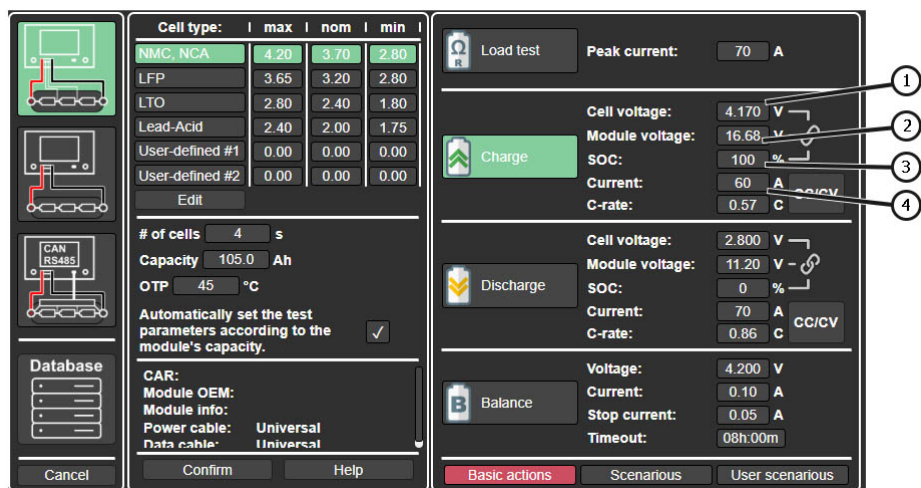 Cell type: max nom min
NMC, NCA 4.20 3.70 2.80
LFP 3.65 3.20 2.80
LTO 2.80 2.40 1.80
Lead-Acid 2.40 2.00 1.75
User-defined #1 0.00 0.00 0.00
User-defined #2 0.00 0.00 0.00
Edit
# of cells 4 s
Capacity 105.0 Ah
OTP 45 °C
Automatically set the test
parameters according to the
module's capacity. ✓
CAR:
Module OEM:
Module info:
Power cable: Universal
Data cable: Universal
Confirm Help
CAN
RS485
Database
Cancel
Ω
R
Load test Peak current: 70 A
Charge
Cell voltage: 4.170 V
Module voltage: 16.68 V
SOC: 100 %
Current: 60 A
C-rate: 0.57 C
CC/CV
1
2
3
4
Discharge
Cell voltage: 2.800 V
Module voltage: 11.20 V
SOC: 0 %
Current: 70 A
C-rate: 0.86 C
CC/CV
B
Balance
Voltage: 4.200 V
Current: 0.10 A
Stop current: 0.05 A
Timeout: 08h:00m
Basic actions Scenarious User scenarious